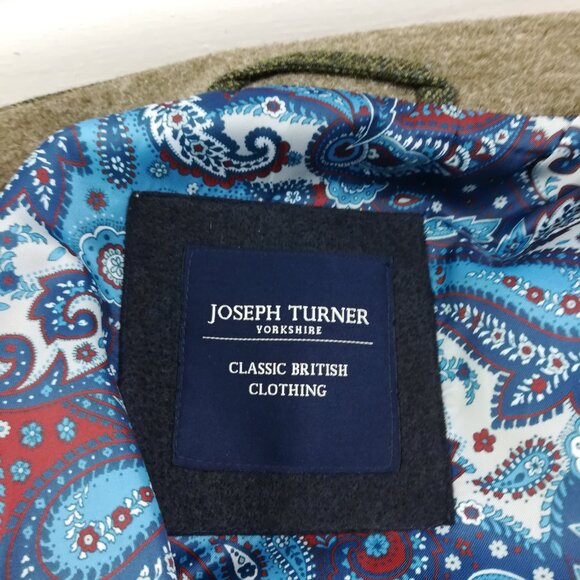 JOSEPH TURNER
YORKSHIRE
CLASSIC BRITISH
CLOTHING